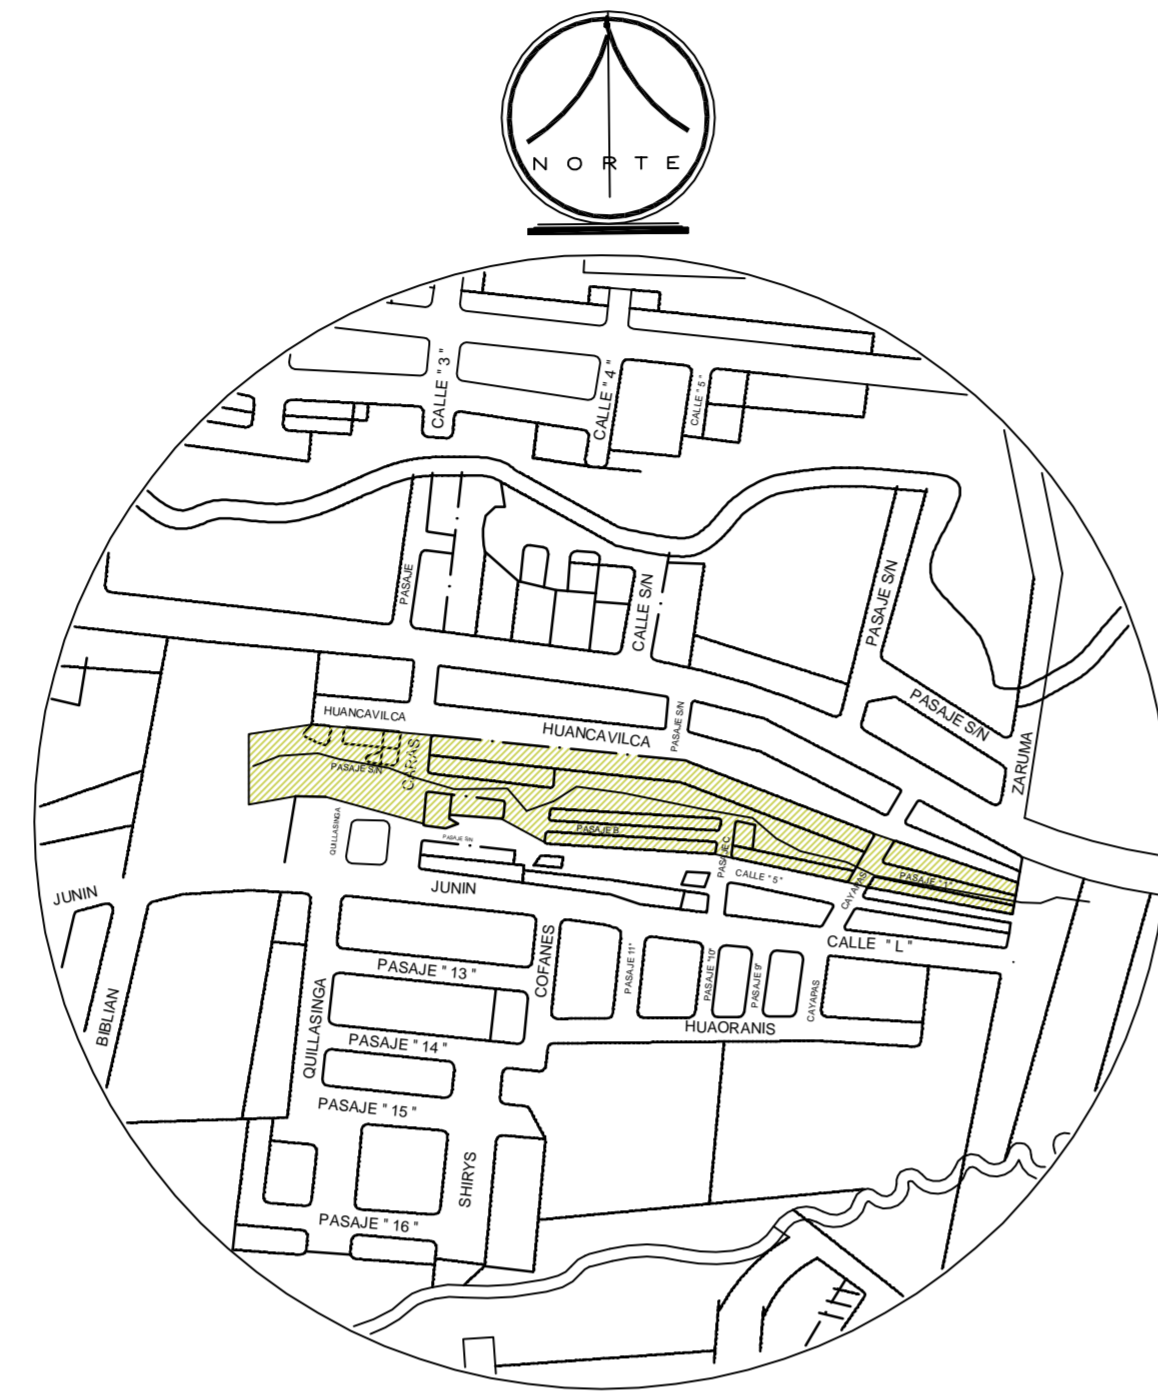 NORTE
CALLE "3"
CALLE "4"
CALLE "5"
PASAJE
CALLE S/N
PASAJE S/N
PASAJE S/N
HUANCAVILCA
HUANCAVILCA
PASAJE S/N
ZARUMA
CARAS
PASAJE S/N
QUILLASINGA
PASAJE S/N
PASAJE B
PASAJE C
CALLE "5"
CAYAPAS
JUNIN
JUNIN
CALLE "L"
COFANES
PASAJE 11"
PASAJE "10"
PASAJE 9"
CAYAPAS
HUAORANIS
PASAJE "13"
BIBLIAN
QUILLASINGA
PASAJE "14"
PASAJE "15"
SHIRYS
PASAJE "16"